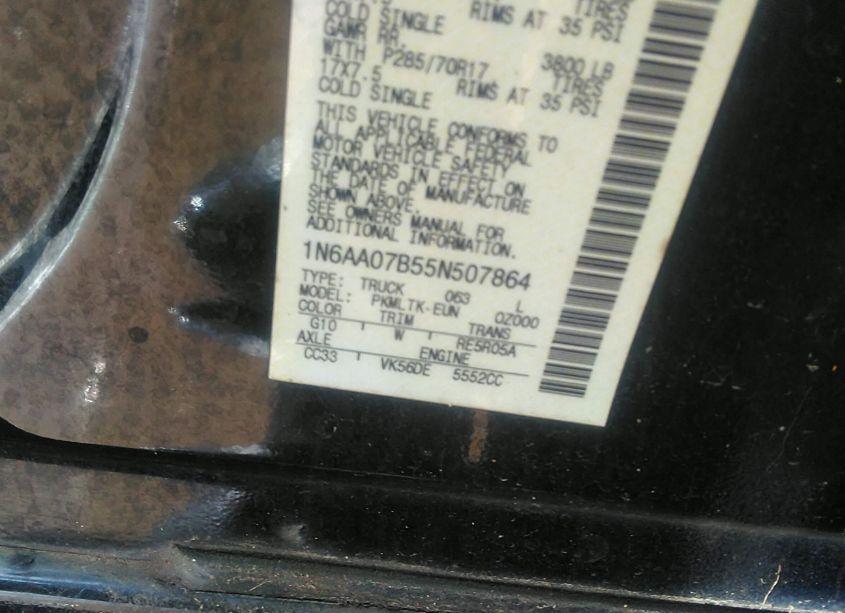 COLD SINGLE RIMS AT 35 PSI
GAWR RR. 3800 LB
WITH P285/70R17 TIRES
17X7.5 RIMS AT 35 PSI
COLD SINGLE
THIS VEHICLE CONFORMS TO
ALL APPLICABLE FEDERAL
MOTOR VEHICLE SAFETY
STANDARDS IN EFFECT ON
THE DATE OF MANUFACTURE
SHOWN ABOVE.
SEE OWNERS MANUAL FOR
ADDITIONAL INFORMATION.
1N6AA07B55N507864
TYPE: TRUCK 063 L
MODEL: PKMLTK-EUN 0Z000
COLOR TRIM TRANS
G10 W RE5R05A
AXLE ENGINE
CC33 VK56DE 5552CC